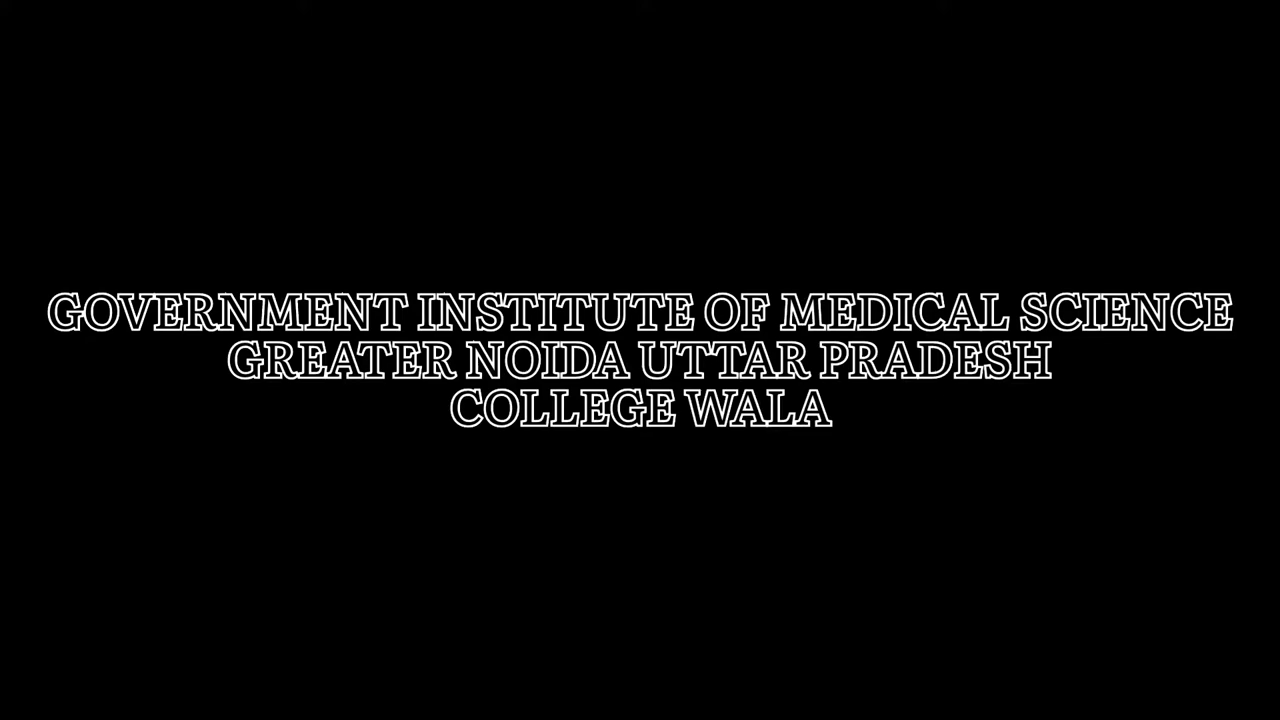 GOVERNMENT INSTITUTE OF MEDICAL SCIENCE
GREATER NOIDA UTTAR PRADESH
COLLEGE WALA